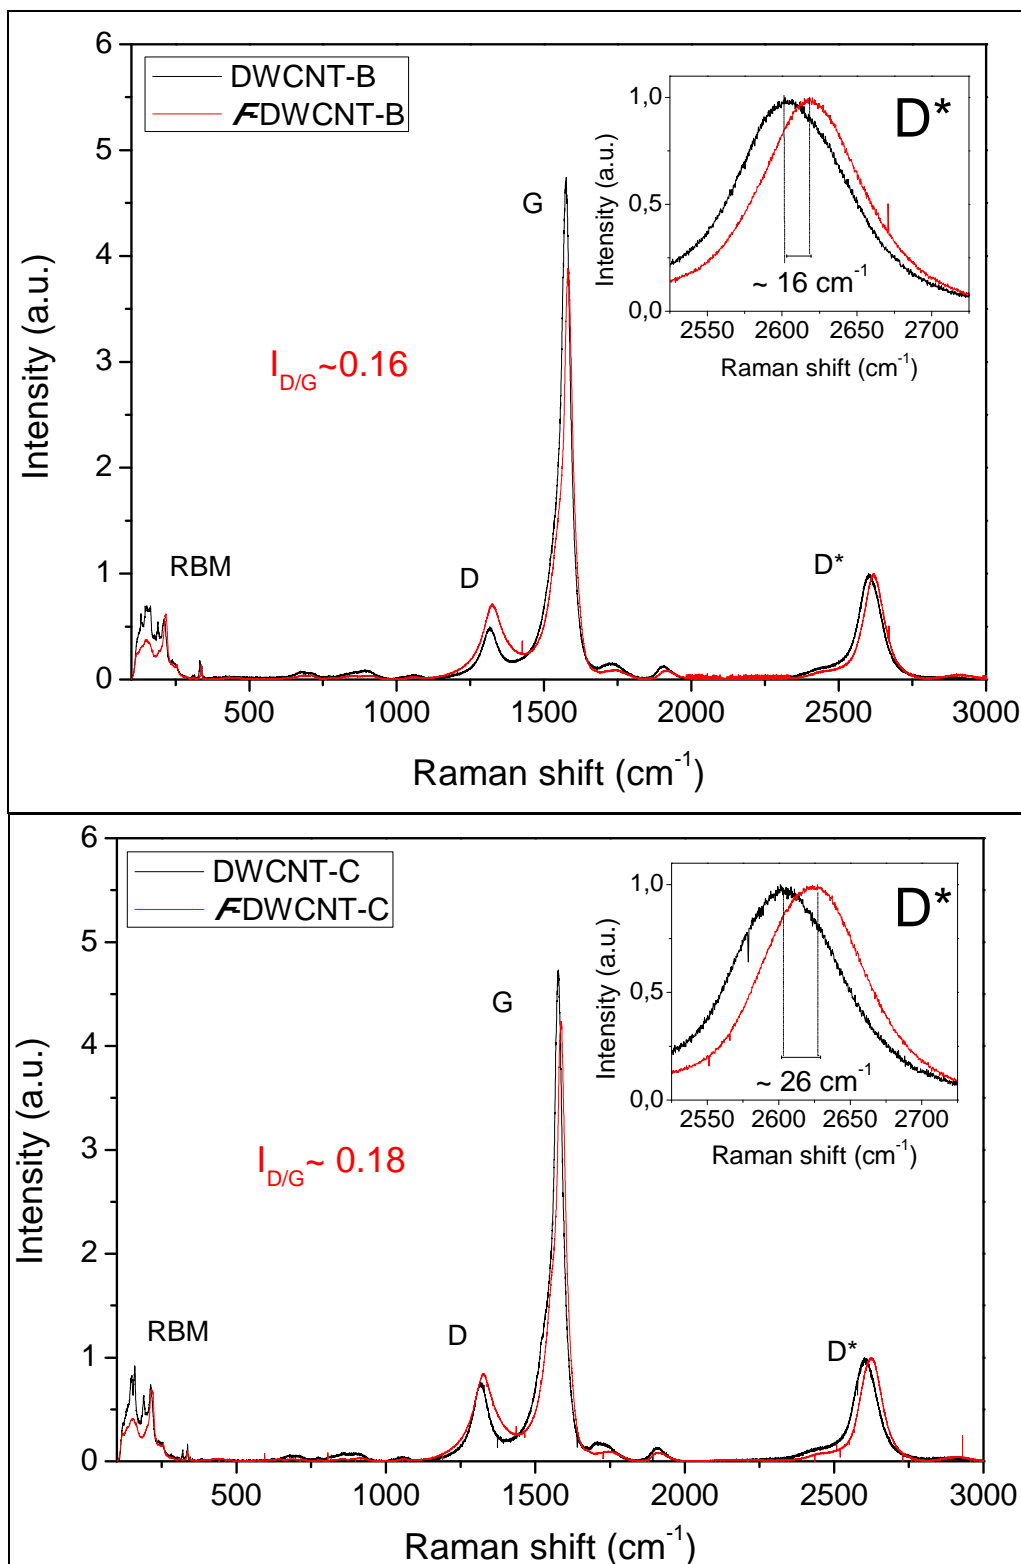 6
5
4
3
2
1
0
Intensity (a.u.)
DWCNT-B
F-DWCNT-B
G
I_D/G~0.16
RBM
D
D*
500 1000 1500 2000 2500 3000
Raman shift (cm⁻¹)
1,0
0,5
0,0
Intensity (a.u.)
D*
~ 16 cm⁻¹
2550 2600 2650 2700
Raman shift (cm⁻¹)
6
5
4
3
2
1
0
Intensity (a.u.)
DWCNT-C
F-DWCNT-C
G
I_D/G~ 0.18
RBM
D
D*
500 1000 1500 2000 2500 3000
Raman shift (cm⁻¹)
1,0
0,5
0,0
Intensity (a.u.)
D*
~ 26 cm⁻¹
2550 2600 2650 2700
Raman shift (cm⁻¹)